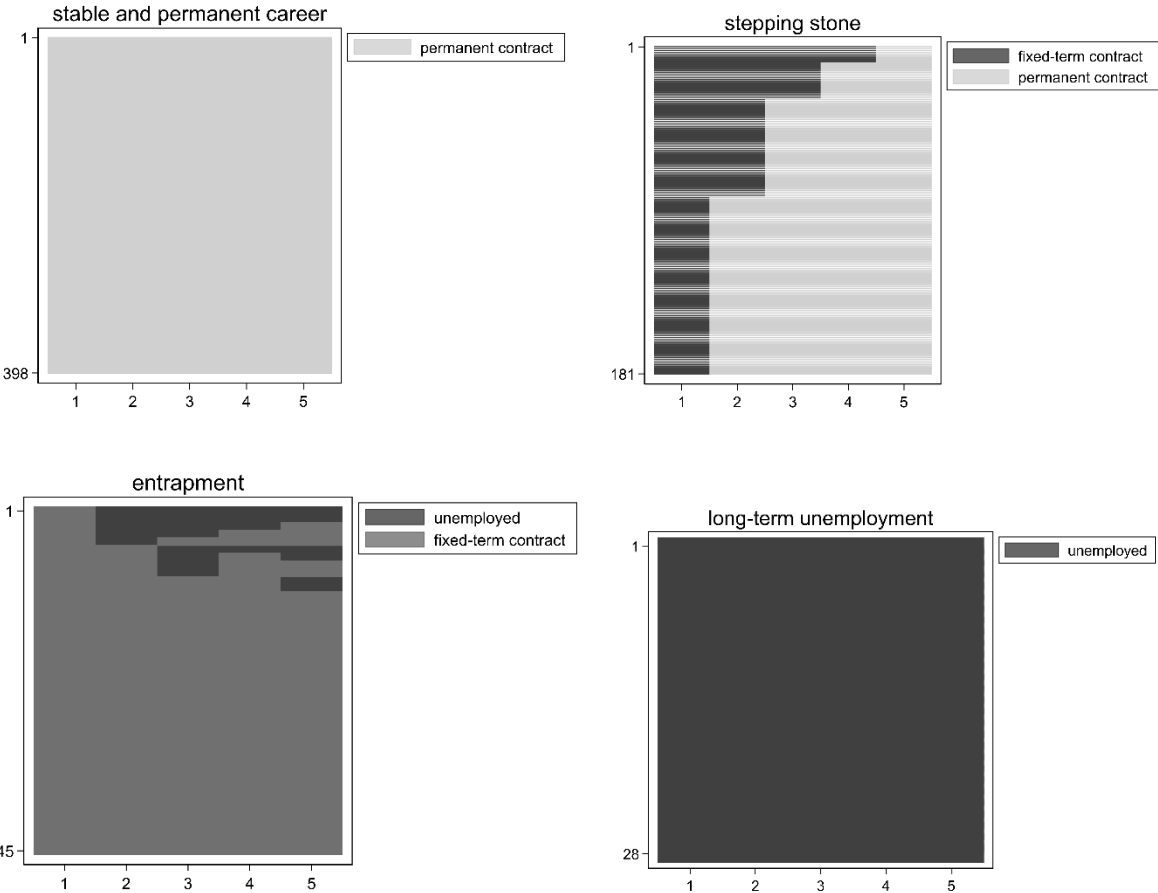 stable and permanent career
1
398
1 2 3 4 5
permanent contract
stepping stone
1
181
1 2 3 4 5
fixed-term contract
permanent contract
entrapment
1
45
1 2 3 4 5
unemployed
fixed-term contract
long-term unemployment
1
28
1 2 3 4 5
unemployed